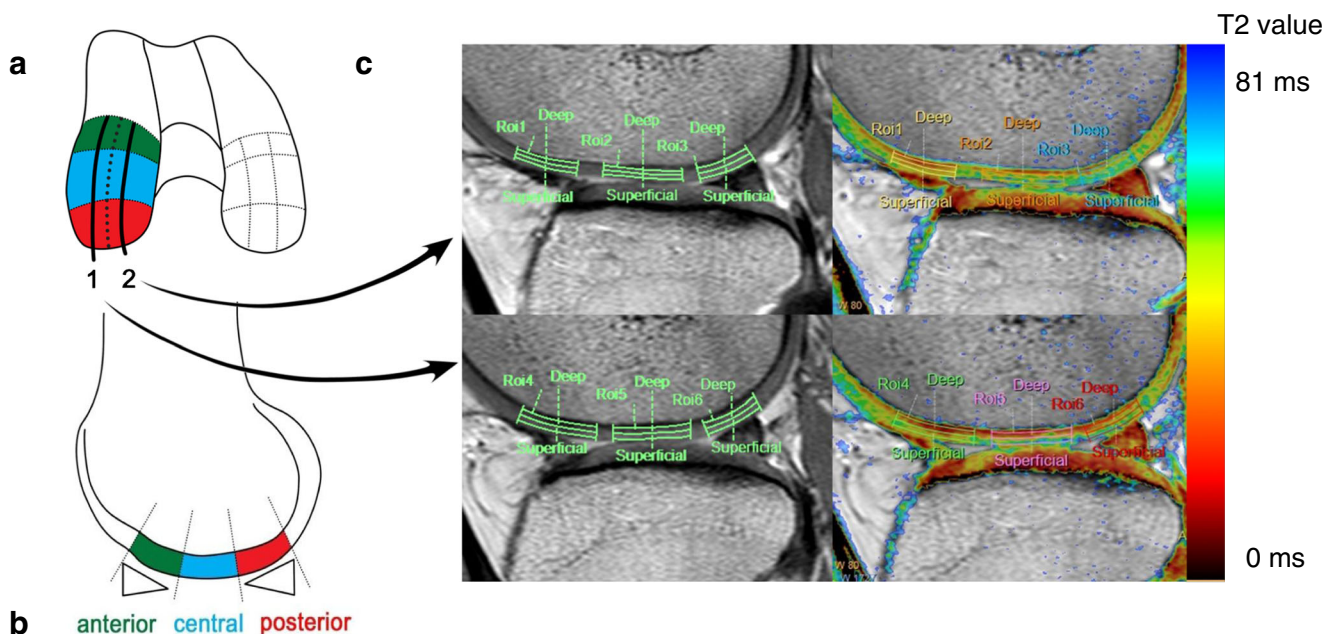 a
1 2
b anterior central posterior
c
Roi1 Deep Roi2 Deep Roi3 Deep
Superficial Superficial Superficial
Roi1 Deep Roi2 Deep Roi3 Deep
Superficial Superficial Superficial
W 80
Roi4 Deep Roi5 Deep Roi6 Deep
Superficial Superficial Superficial
Roi4 Deep Roi5 Deep Roi6 Deep
Superficial Superficial Superficial
W 80
T2 value
81 ms
0 ms